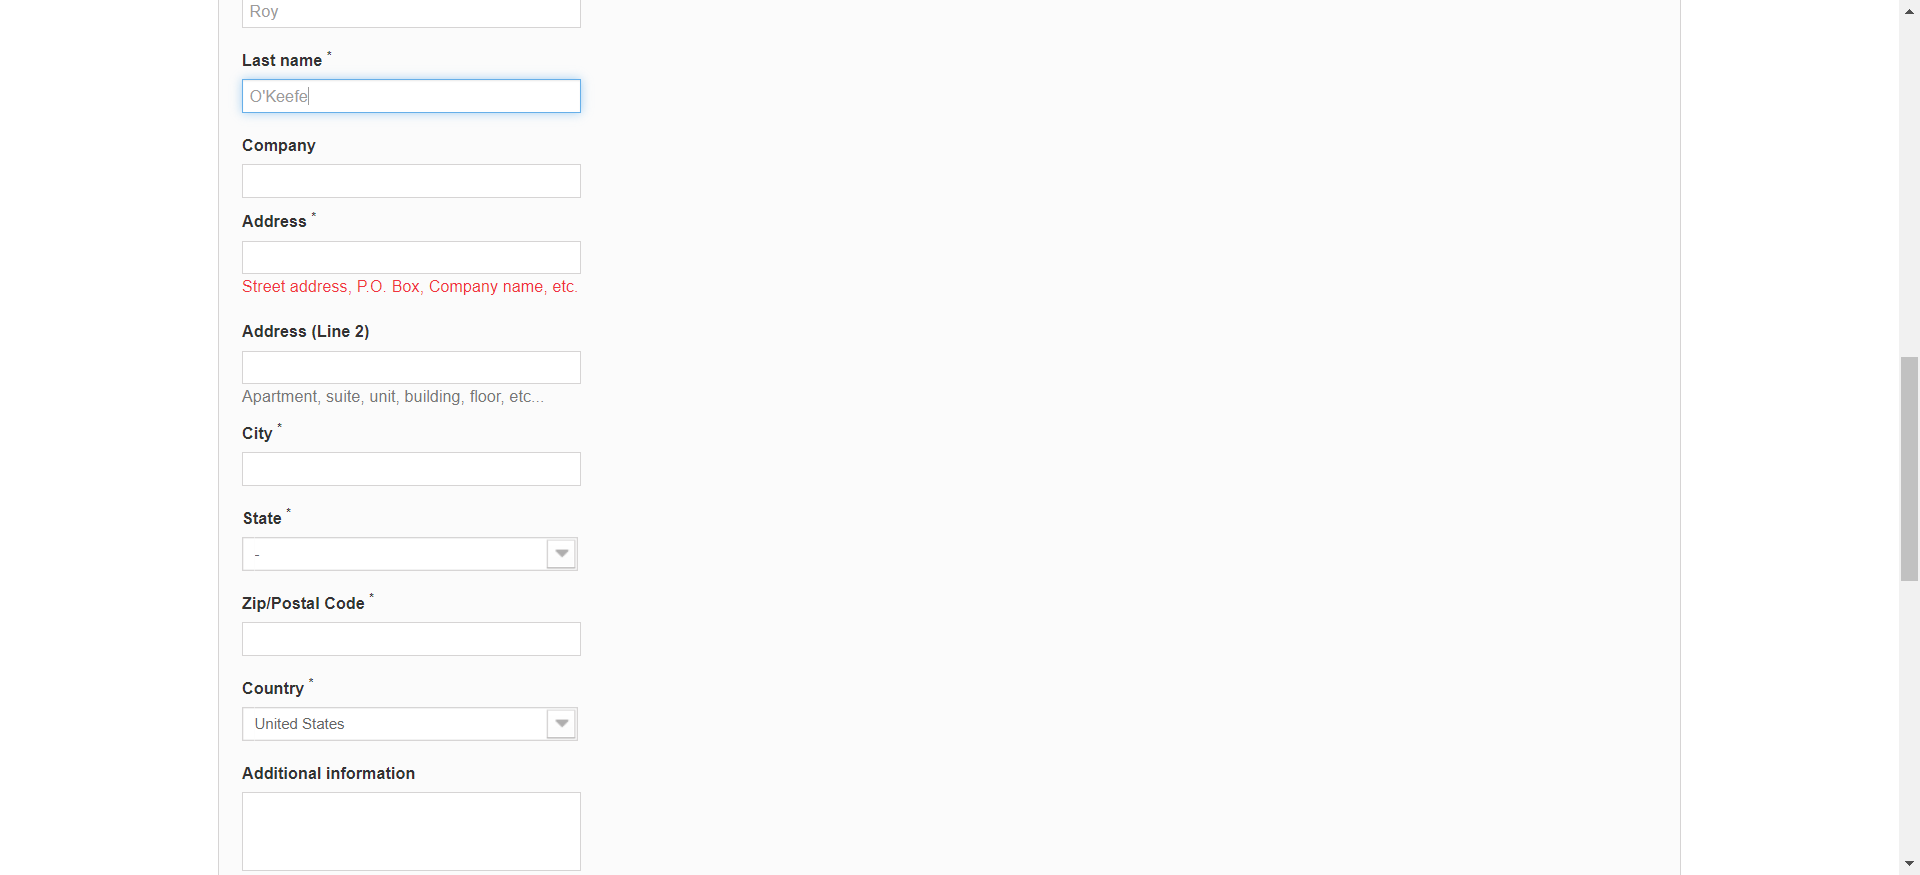 Roy
Last name *
O'Keefe
Company
Address *
Street address, P.O. Box, Company name, etc.
Address (Line 2)
Apartment, suite, unit, building, floor, etc...
City *
State *
-
Zip/Postal Code *
Country *
United States
Additional information